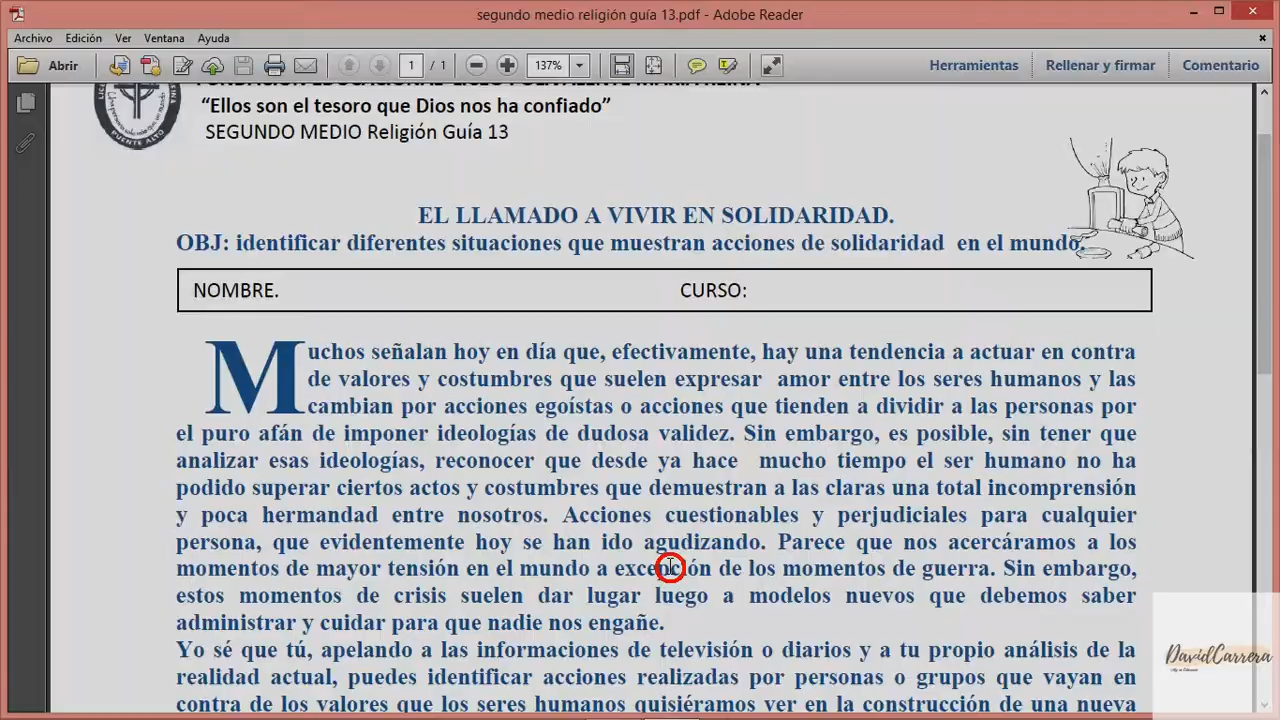 segundo medio religión guía 13.pdf - Adobe Reader
Archivo Edición Ver Ventana Ayuda
Abrir 1 / 1 137% Herramientas Rellenar y firmar Comentario
“Ellos son el tesoro que Dios nos ha confiado”
SEGUNDO MEDIO Religión Guía 13
PUENTE ALTO
EL LLAMADO A VIVIR EN SOLIDARIDAD.
OBJ: identificar diferentes situaciones que muestran acciones de solidaridad en el mundo.
NOMBRE. CURSO:
Muchos señalan hoy en día que, efectivamente, hay una tendencia a actuar en contra
de valores y costumbres que suelen expresar amor entre los seres humanos y las
cambian por acciones egoístas o acciones que tienden a dividir a las personas por
el puro afán de imponer ideologías de dudosa validez. Sin embargo, es posible, sin tener que
analizar esas ideologías, reconocer que desde ya hace mucho tiempo el ser humano no ha
podido superar ciertos actos y costumbres que demuestran a las claras una total incomprensión
y poca hermandad entre nosotros. Acciones cuestionables y perjudiciales para cualquier
persona, que evidentemente hoy se han ido agudizando. Parece que nos acercáramos a los
momentos de mayor tensión en el mundo a excepción de los momentos de guerra. Sin embargo,
estos momentos de crisis suelen dar lugar luego a modelos nuevos que debemos saber
administrar y cuidar para que nadie nos engañe.
Yo sé que tú, apelando a las informaciones de televisión o diarios y a tu propio análisis de la
realidad actual, puedes identificar acciones realizadas por personas o grupos que vayan en
contra de los valores que los seres humanos quisiéramos ver en la construcción de una nueva
DavidCarrera